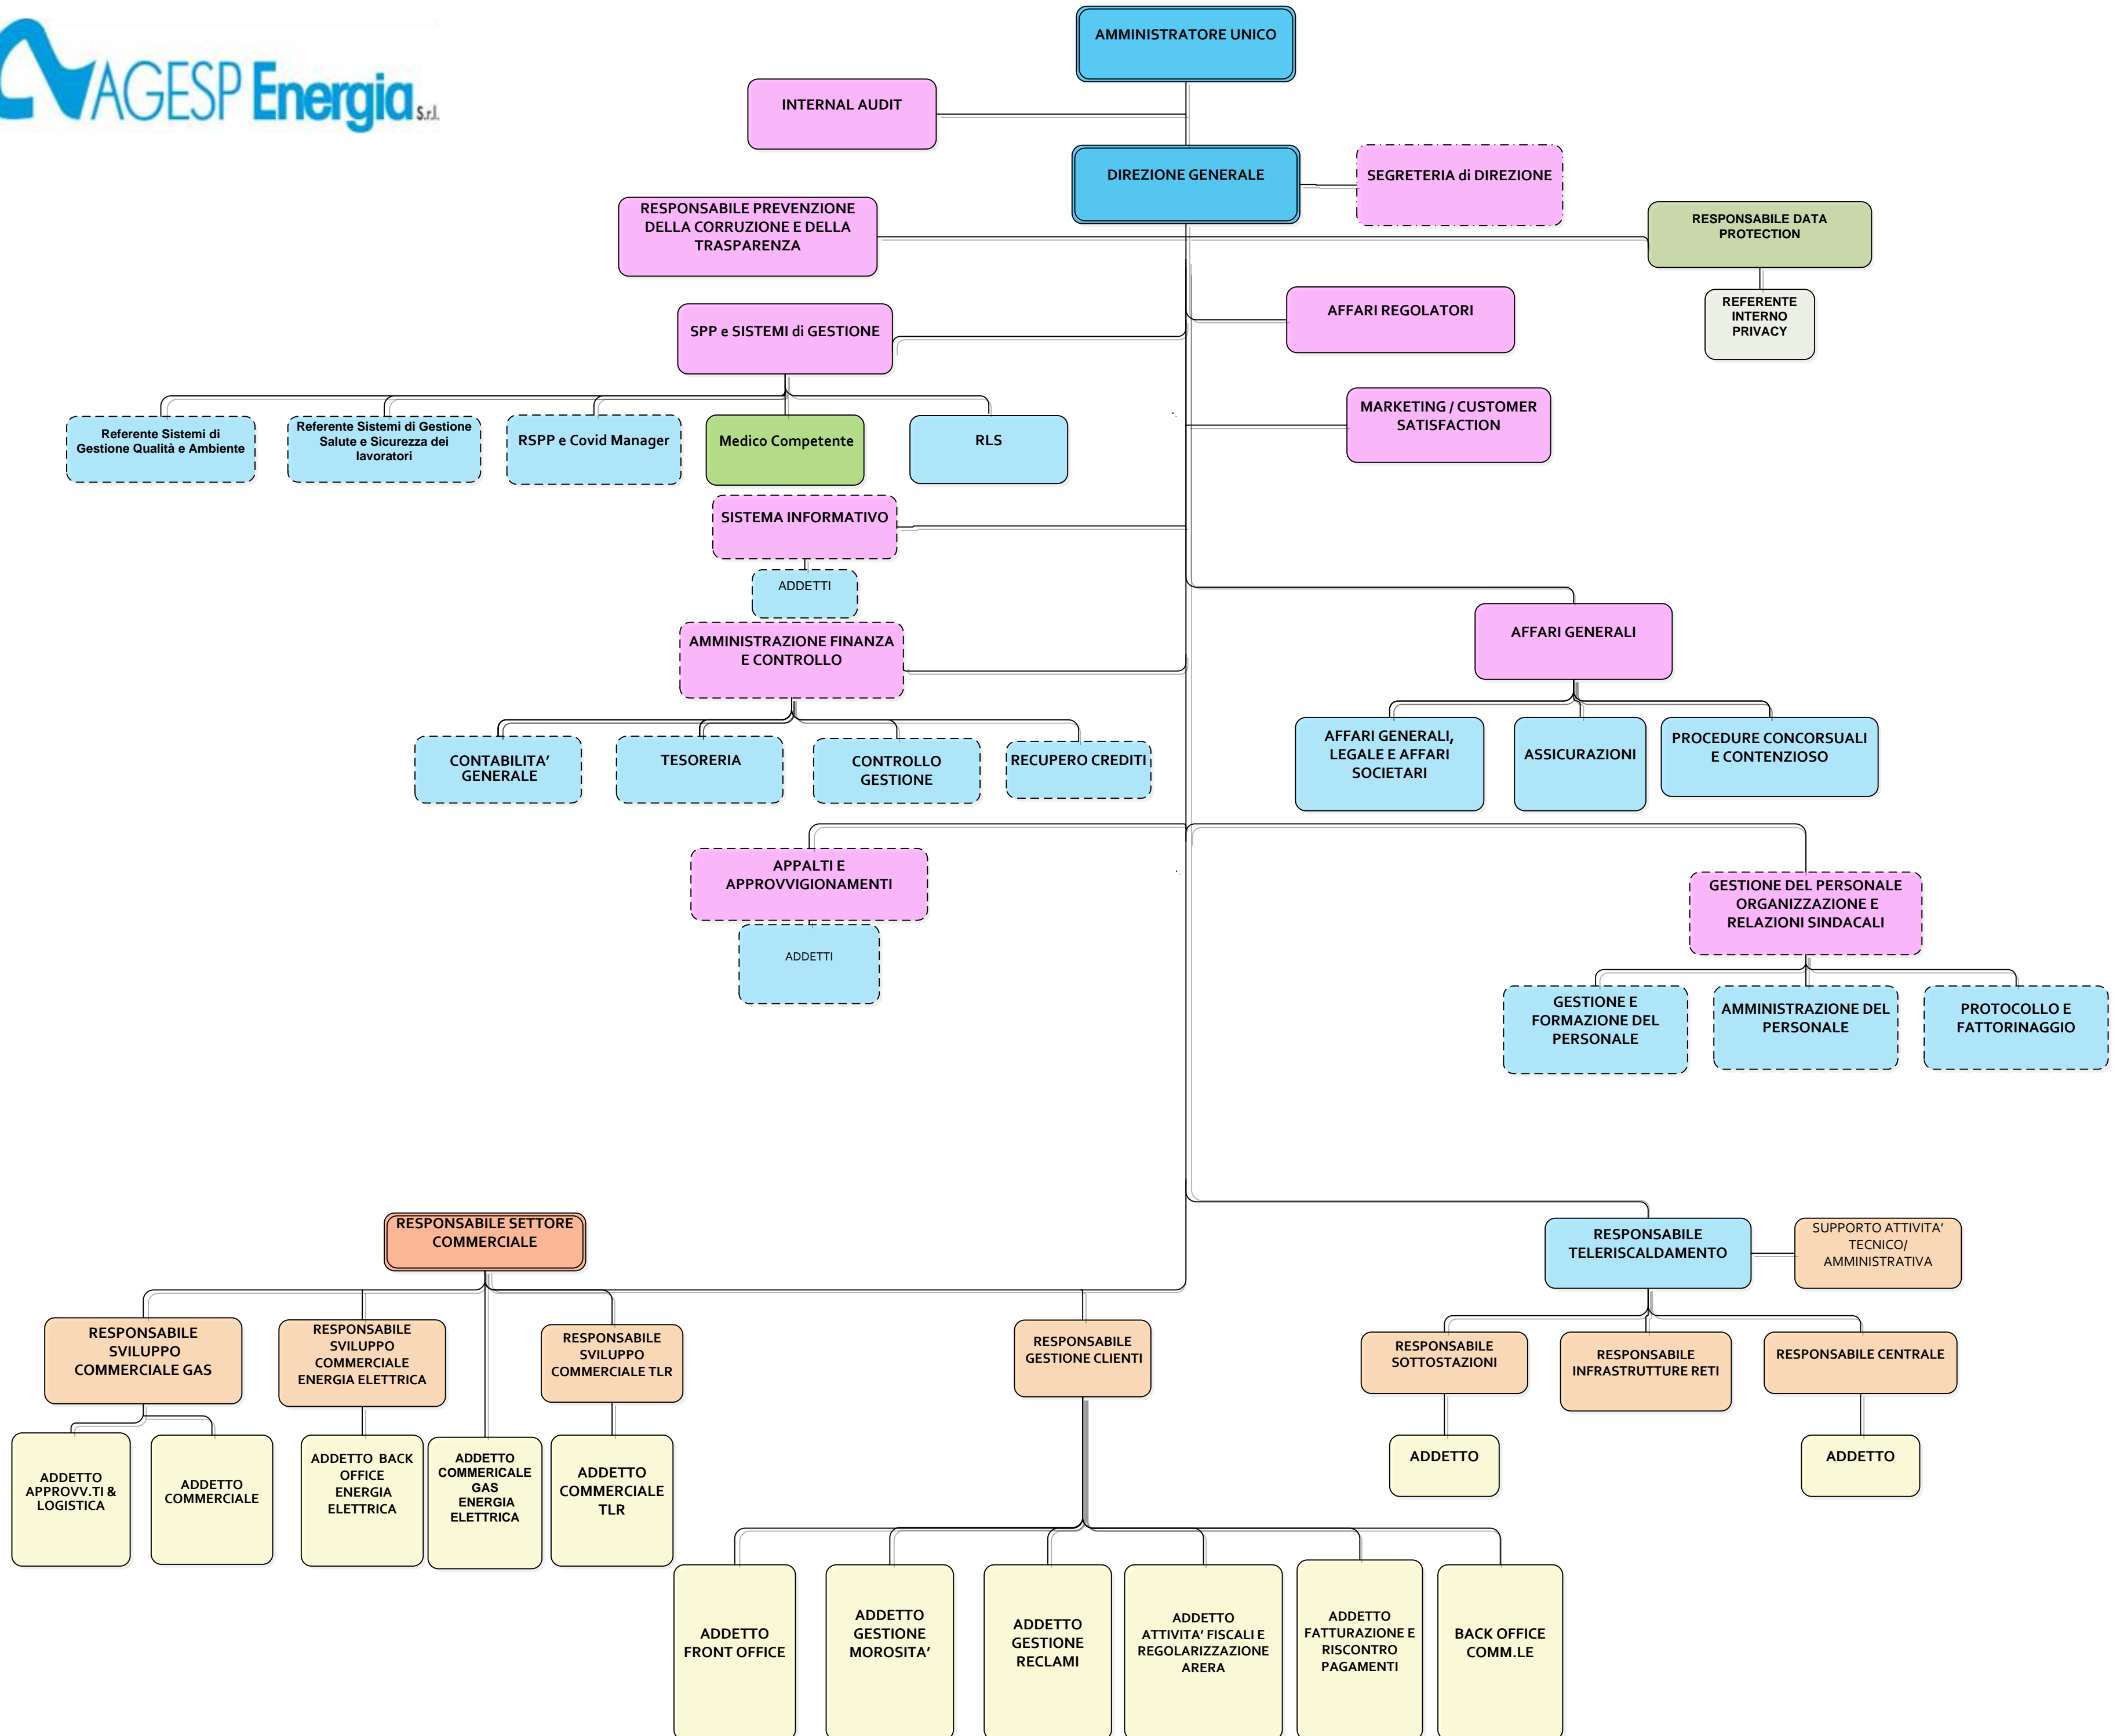 AGESP Energia S.r.l.
AMMINISTRATORE UNICO
INTERNAL AUDIT
DIREZIONE GENERALE
SEGRETERIA di DIREZIONE
RESPONSABILE PREVENZIONE
DELLA CORRUZIONE E DELLA
TRASPARENZA
RESPONSABILE DATA
PROTECTION
REFERENTE
INTERNO
PRIVACY
SPP e SISTEMI di GESTIONE
AFFARI REGOLATORI
MARKETING / CUSTOMER
SATISFACTION
Referente Sistemi di
Gestione Qualità e Ambiente
Referente Sistemi di Gestione
Salute e Sicurezza dei
lavoratori
RSPP e Covid Manager
Medico Competente
RLS
SISTEMA INFORMATIVO
ADDETTI
AMMINISTRAZIONE FINANZA
E CONTROLLO
AFFARI GENERALI
CONTABILITA’
GENERALE
TESORERIA
CONTROLLO
GESTIONE
RECUPERO CREDITI
AFFARI GENERALI,
LEGALE E AFFARI
SOCIETARI
ASSICURAZIONI
PROCEDURE CONCORSUALI
E CONTENZIOSO
APPALTI E
APPROVVIGIONAMENTI
ADDETTI
GESTIONE DEL PERSONALE
ORGANIZZAZIONE E
RELAZIONI SINDACALI
GESTIONE E
FORMAZIONE DEL
PERSONALE
AMMINISTRAZIONE DEL
PERSONALE
PROTOCOLLO E
FATTORINAGGIO
RESPONSABILE SETTORE
COMMERCIALE
RESPONSABILE
TELERISCALDAMENTO
SUPPORTO ATTIVITA’
TECNICO/
AMMINISTRATIVA
RESPONSABILE
SVILUPPO
COMMERCIALE GAS
RESPONSABILE
SVILUPPO
COMMERCIALE
ENERGIA ELETTRICA
RESPONSABILE
SVILUPPO
COMMERCIALE TLR
RESPONSABILE
GESTIONE CLIENTI
RESPONSABILE
SOTTOSTAZIONI
RESPONSABILE
INFRASTRUTTURE RETI
RESPONSABILE CENTRALE
ADDETTO
APPROVV.TI &
LOGISTICA
ADDETTO
COMMERCIALE
ADDETTO BACK
OFFICE
ENERGIA
ELETTRICA
ADDETTO
COMMERICALE
GAS
ENERGIA
ELETTRICA
ADDETTO
COMMERCIALE
TLR
ADDETTO
ADDETTO
ADDETTO
FRONT OFFICE
ADDETTO
GESTIONE
MOROSITA’
ADDETTO
GESTIONE
RECLAMI
ADDETTO
ATTIVITA’ FISCALI E
REGOLARIZZAZIONE
ARERA
ADDETTO
FATTURAZIONE E
RISCONTRO
PAGAMENTI
BACK OFFICE
COMM.LE